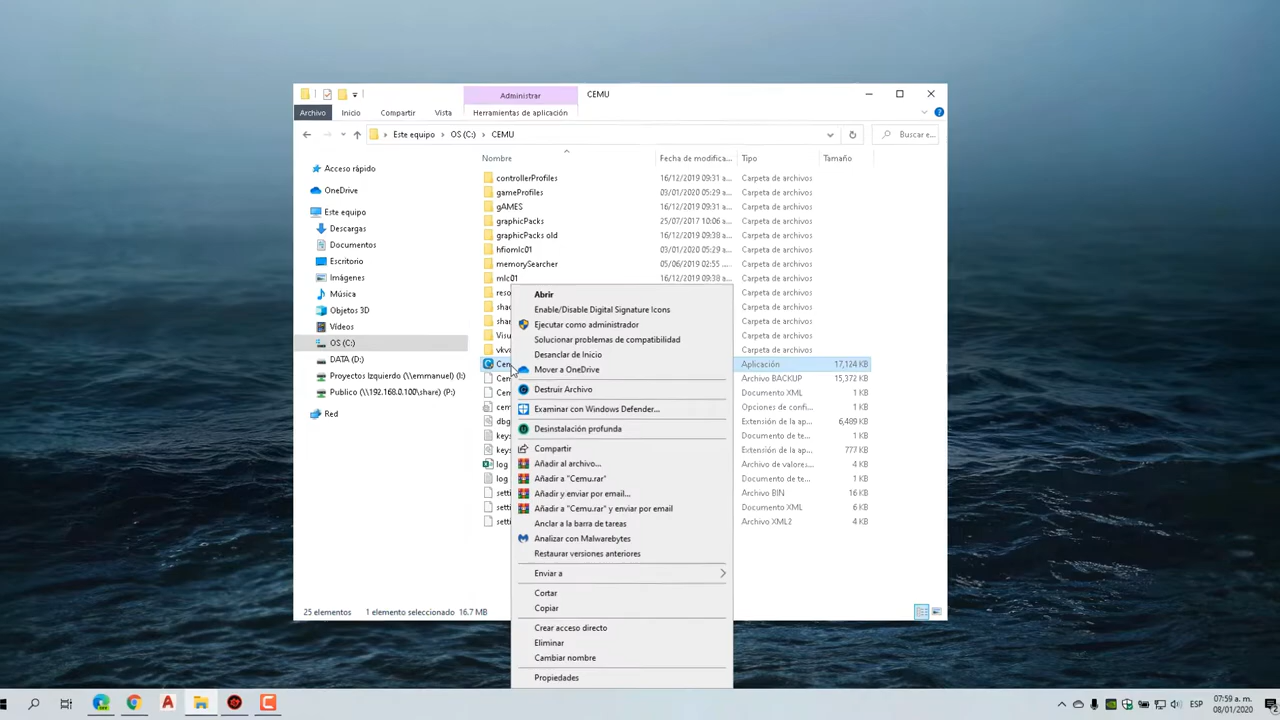 Administrar
CEMU
Archivo
Inicio
Compartir
Vista
Herramientas de aplicación
Este equipo
OS (C:)
CEMU
Buscar e...
Nombre
Fecha de modifica...
Tipo
Tamaño
Acceso rápido
OneDrive
Este equipo
Descargas
Documentos
Escritorio
Imágenes
Música
Objetos 3D
Vídeos
OS (C:)
DATA (D:)
Proyectos Izquierdo (\\emmanuel) (I:)
Publico (\\192.168.0.100\share) (P:)
Red
controllerProfiles 16/12/2019 09:31 a... Carpeta de archivos
gameProfiles 03/01/2020 05:29 a... Carpeta de archivos
gAMES 16/12/2019 09:31 a... Carpeta de archivos
graphicPacks 25/07/2017 10:06 a... Carpeta de archivos
graphicPacks old 16/12/2019 09:38 a... Carpeta de archivos
hfiomlc01 03/01/2020 05:29 a... Carpeta de archivos
memorySearcher 05/06/2019 02:55 ... Carpeta de archivos
mlc01 16/12/2019 09:38 a... Carpeta de archivos
Carpeta de archivos
Carpeta de archivos
Carpeta de archivos
Carpeta de archivos
Carpeta de archivos
Aplicación 17,124 KB
Archivo BACKUP 15,372 KB
Documento XML 1 KB
Opciones de confi... 1 KB
Extensión de la ap... 6,489 KB
Documento de te... 1 KB
Extensión de la ap... 777 KB
log Archivo de valores... 4 KB
log Documento de te... 1 KB
Archivo BIN 16 KB
Documento XML 6 KB
Archivo XML2 4 KB
Abrir
Enable/Disable Digital Signature Icons
Ejecutar como administrador
Solucionar problemas de compatibilidad
Desanclar de Inicio
Mover a OneDrive
Destruir Archivo
Examinar con Windows Defender...
Desinstalación profunda
Compartir
Añadir al archivo...
Añadir a "Cemu.rar"
Añadir y enviar por email...
Añadir a "Cemu.rar" y enviar por email
Anclar a la barra de tareas
Analizar con Malwarebytes
Restaurar versiones anteriores
Enviar a
Cortar
Copiar
Crear acceso directo
Eliminar
Cambiar nombre
Propiedades
25 elementos
1 elemento seleccionado 16.7 MB
ESP
07:59 a. m.
08/01/2020